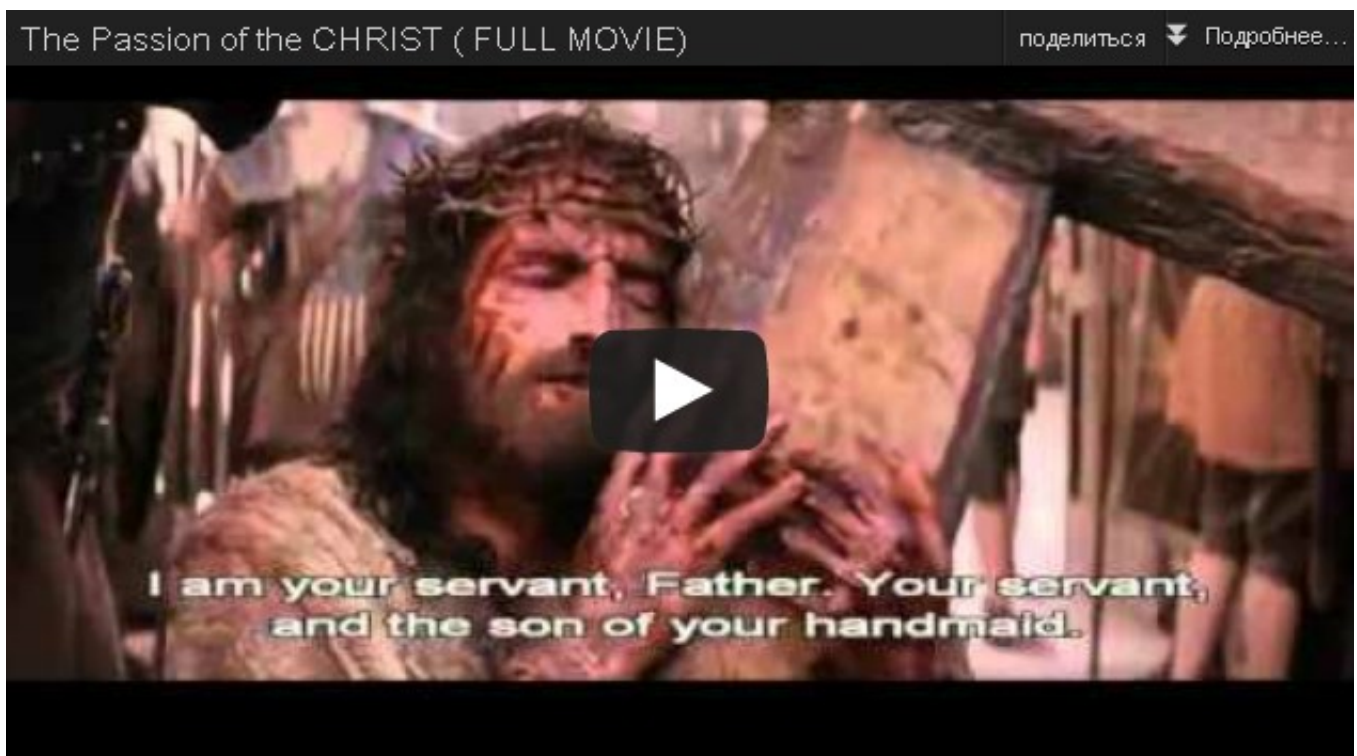 The Passion of the CHRIST ( FULL MOVIE)
поделиться
Подробнее...
I am your servant, Father. Your servant,
and the son of your handmaid.